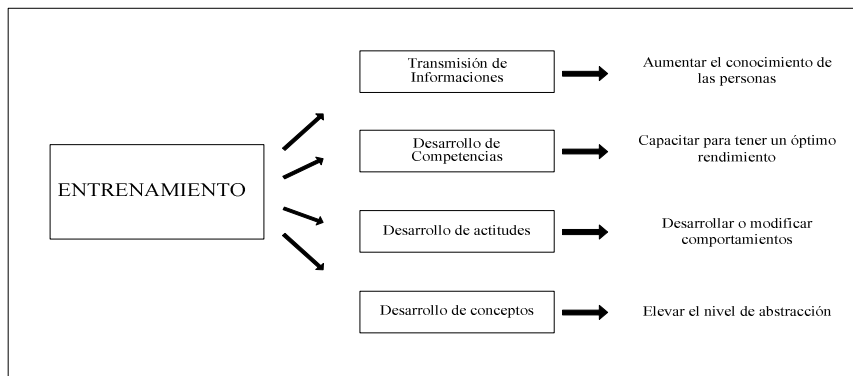 Transmisión de
Informaciones
Aumentar el conocimiento de
las personas
Desarrollo de
Competencias
Capacitar para tener un óptimo
rendimiento
ENTRENAMIENTO
Desarrollo de actitudes
Desarrollar o modificar
comportamientos
Desarrollo de conceptos
Elevar el nivel de abstracción